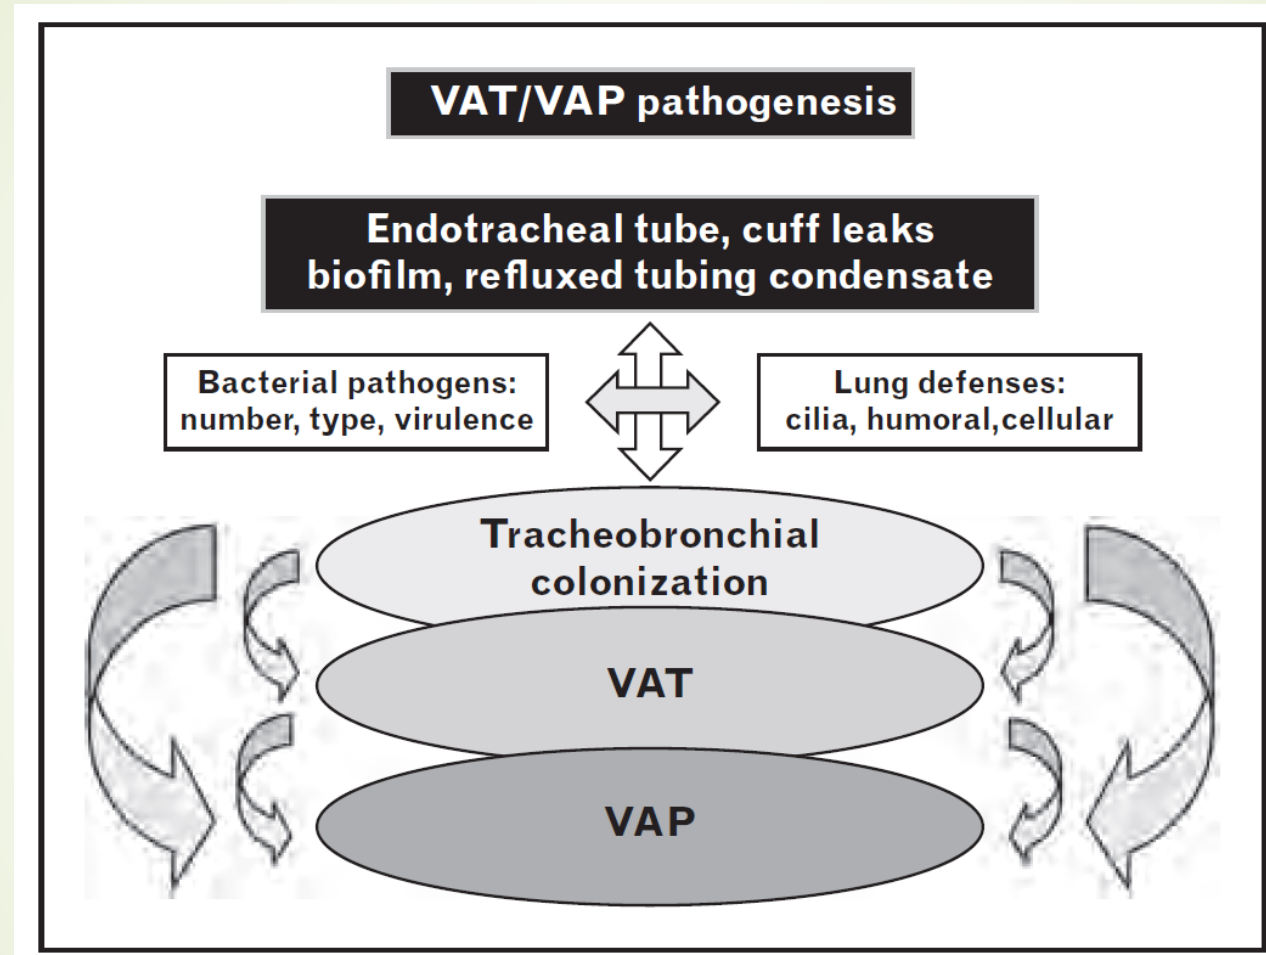 VAT/VAP pathogenesis
Endotracheal tube, cuff leaks
biofilm, refluxed tubing condensate
Bacterial pathogens:
number, type, virulence
Lung defenses:
cilia, humoral,cellular
Tracheobronchial
colonization
VAT
VAP